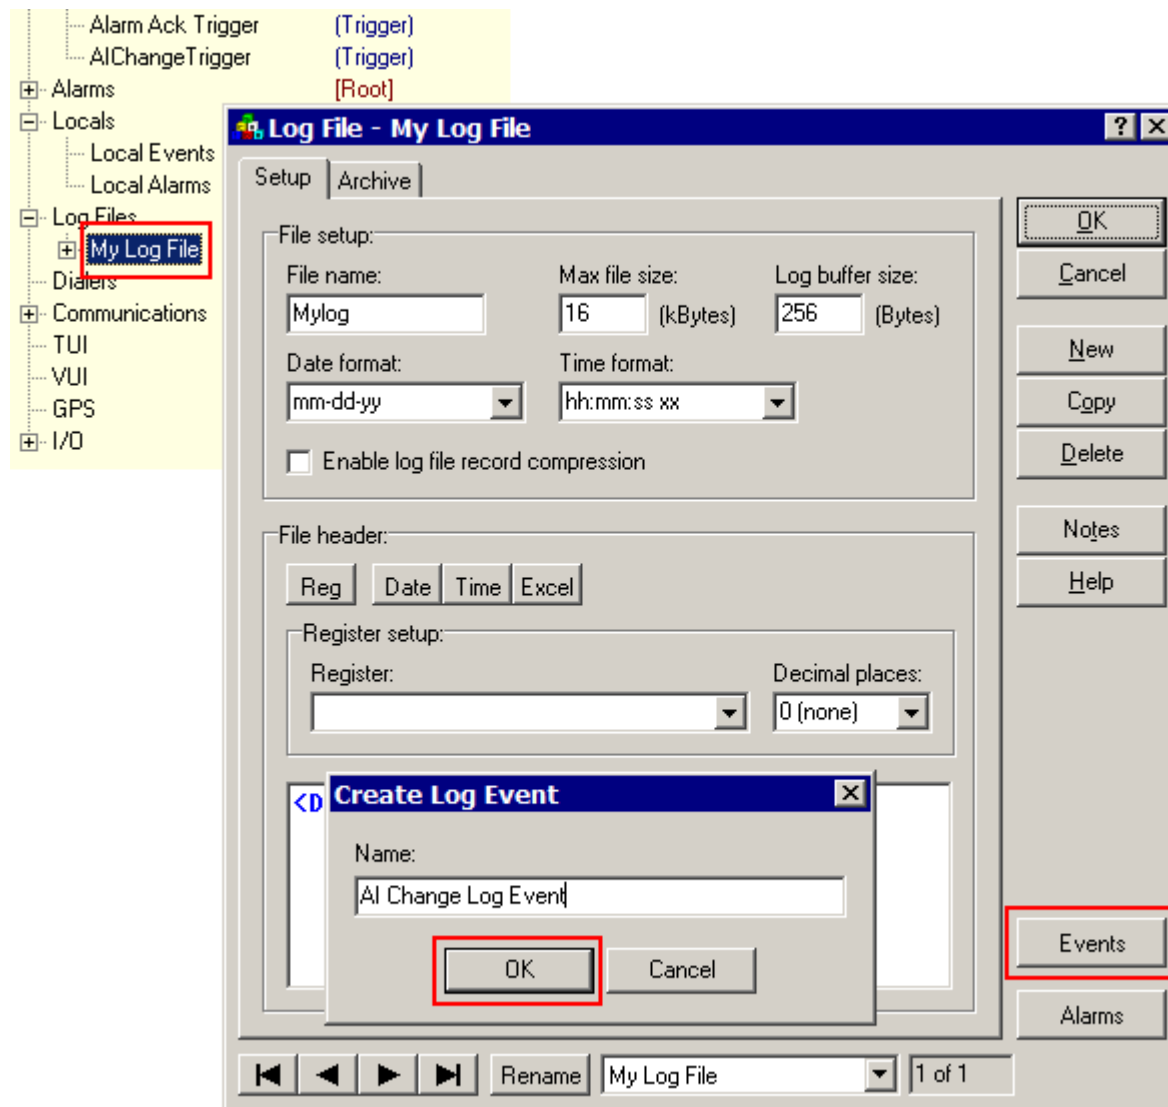 Alarm Ack Trigger (Trigger)
AIChangeTrigger (Trigger)
Alarms [Root]
Locals
Local Events
Local Alarms
Log Files
My Log File
Dialers
Communications
TUI
VUI
GPS
I/O
Log File - My Log File
Setup Archive
File setup:
File name: Max file size: Log buffer size:
Mylog 16 (kBytes) 256 (Bytes)
Date format: Time format:
mm-dd-yy hh:mm:ss xx
Enable log file record compression
File header:
Reg Date Time Excel
Register setup:
Register: Decimal places:
0 (none)
<D
Create Log Event
Name:
AI Change Log Event
OK Cancel
OK
Cancel
New
Copy
Delete
Notes
Help
Events
Alarms
Rename My Log File 1 of 1